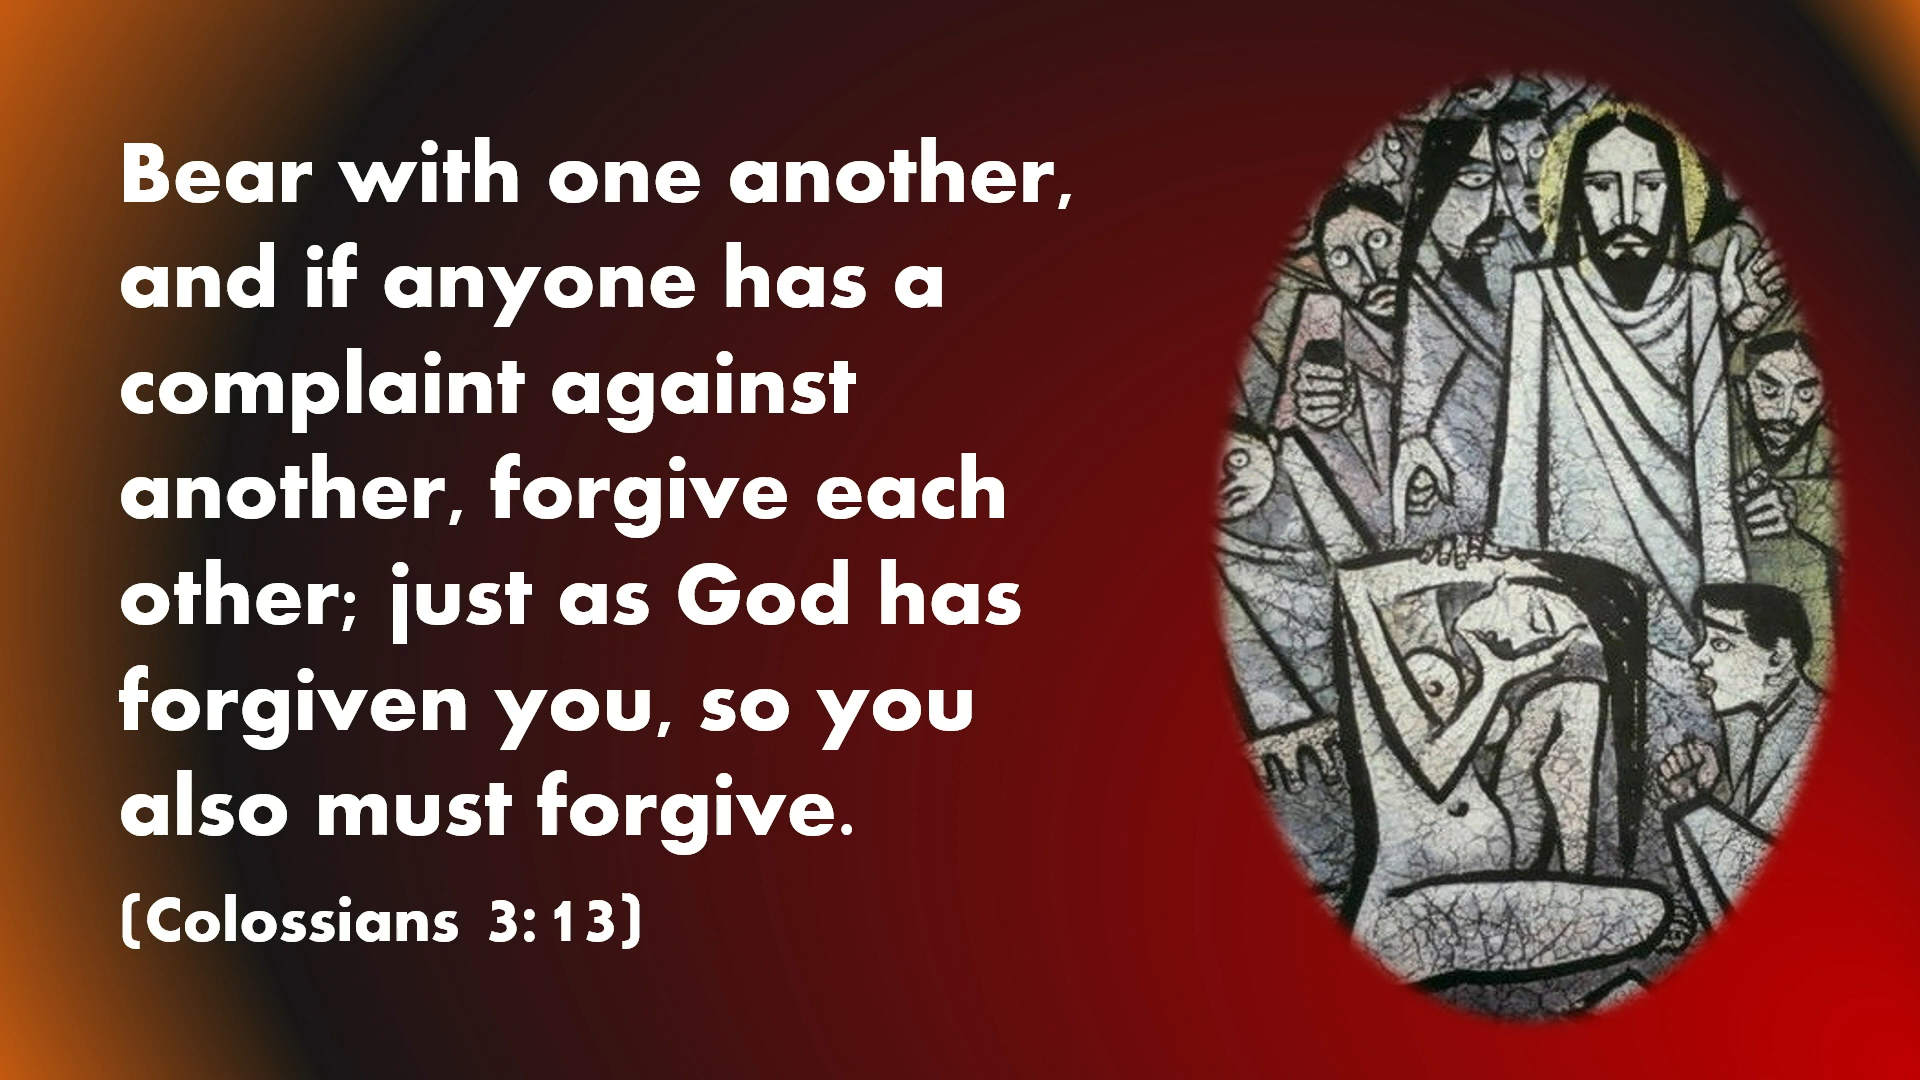 Bear with one another,
and if anyone has a
complaint against
another, forgive each
other; just as God has
forgiven you, so you
also must forgive.
(Colossians 3:13)